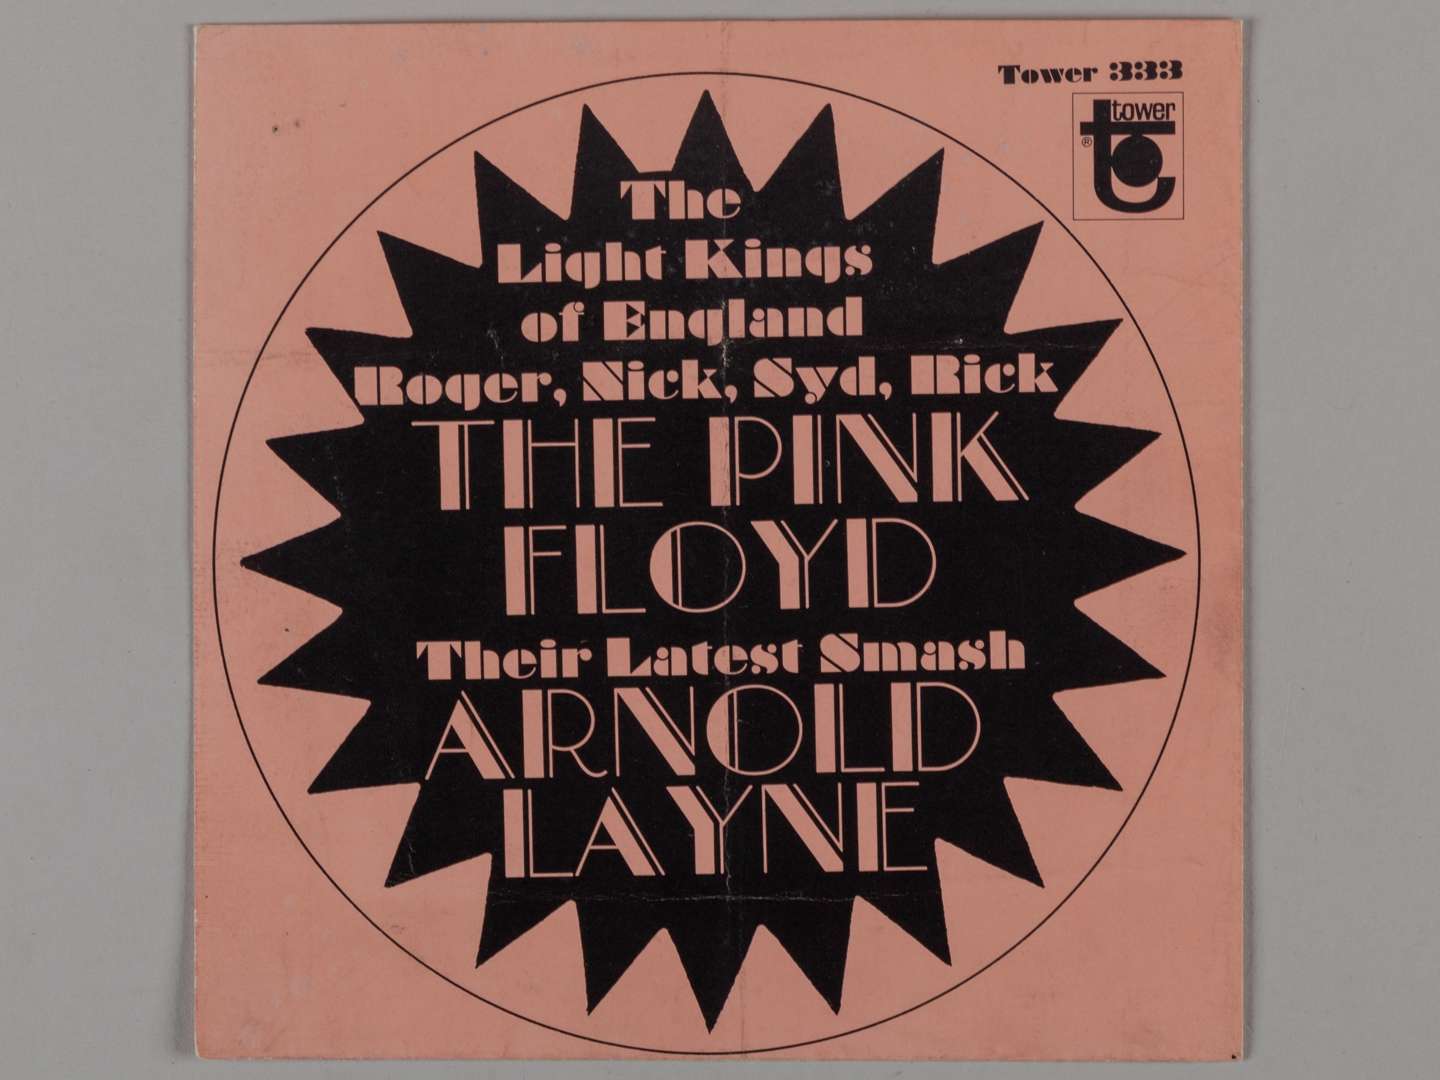 Tower 333
tower
®
The
Light Kings
of England
Roger, Nick, Syd, Rick
THE PINK
FLOYD
Their Latest Smash
ARNOLD
LAYNE